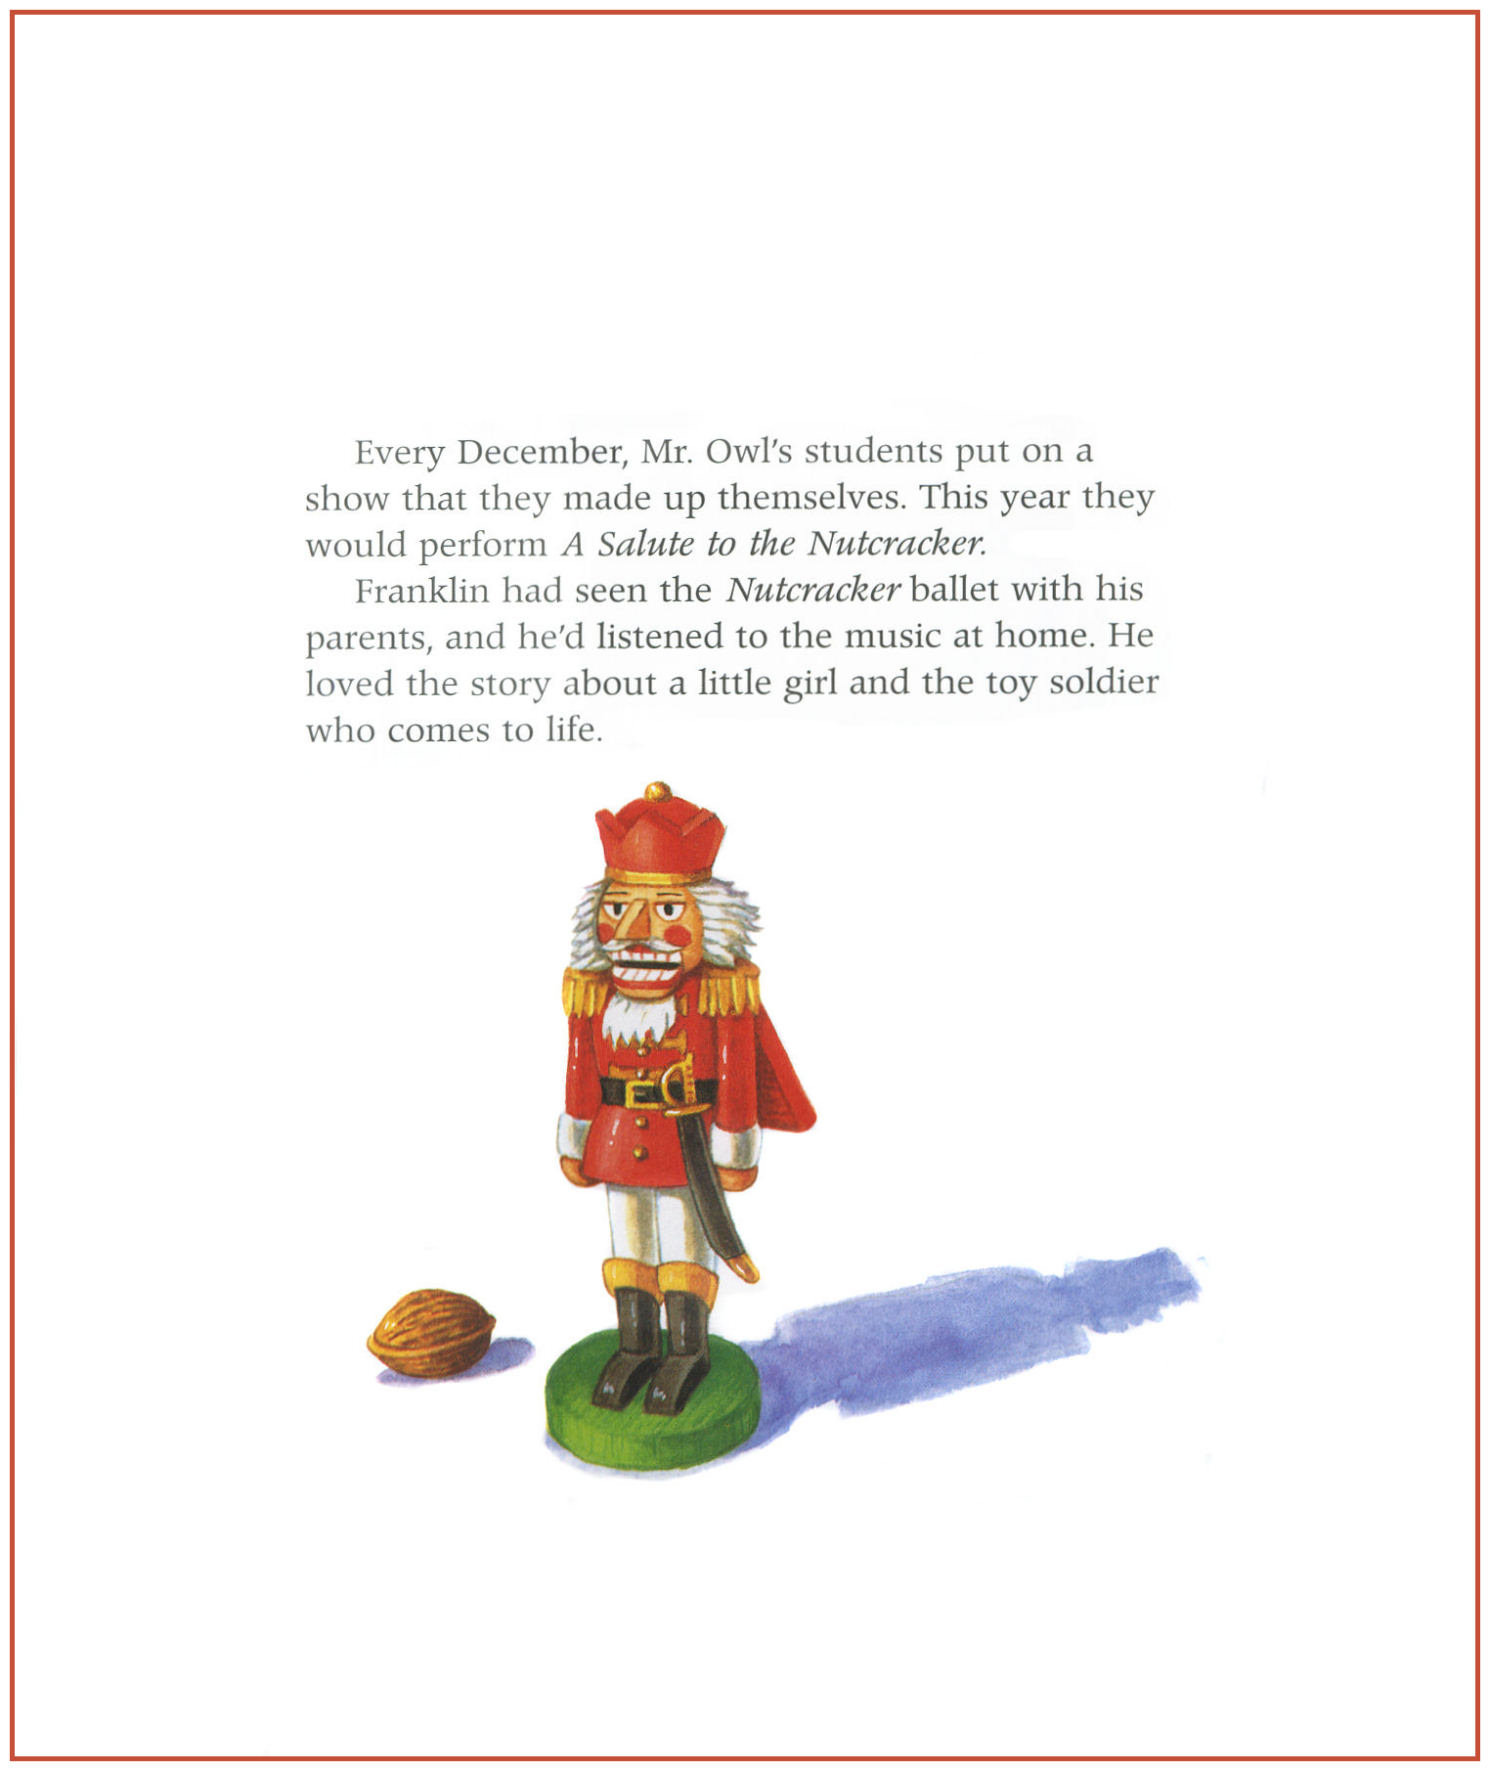 Every December, Mr. Owl's students put on a
show that they made up themselves. This year they
would perform A Salute to the Nutcracker.
Franklin had seen the Nutcracker ballet with his
parents, and he'd listened to the music at home. He
loved the story about a little girl and the toy soldier
who comes to life.